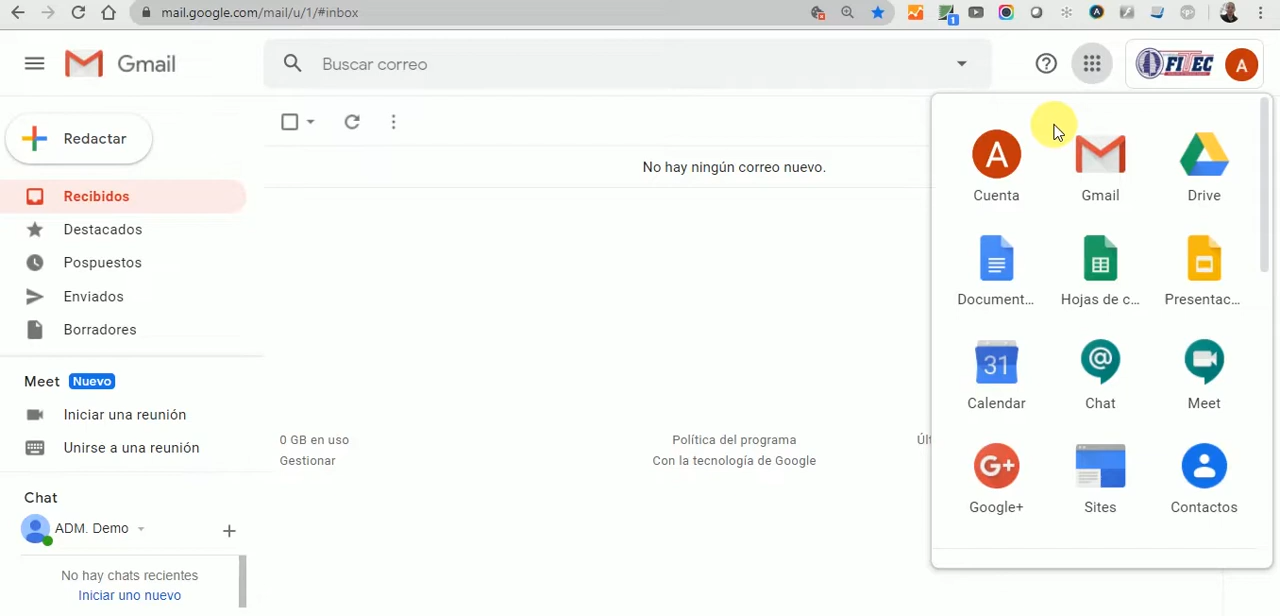 mail.google.com/mail/u/1/#inbox
1
Gmail
Buscar correo
FITEC
A
Redactar
No hay ningún correo nuevo.
A
Cuenta
Gmail
Drive
Recibidos
Destacados
Pospuestos
Enviados
Borradores
Document...
Hojas de c...
Presentac...
Meet Nuevo
Iniciar una reunión
Unirse a una reunión
31
Calendar
Chat
Meet
0 GB en uso
Gestionar
Política del programa
Con la tecnología de Google
Últ
G+
Google+
Sites
Contactos
Chat
ADM. Demo
No hay chats recientes
Iniciar uno nuevo